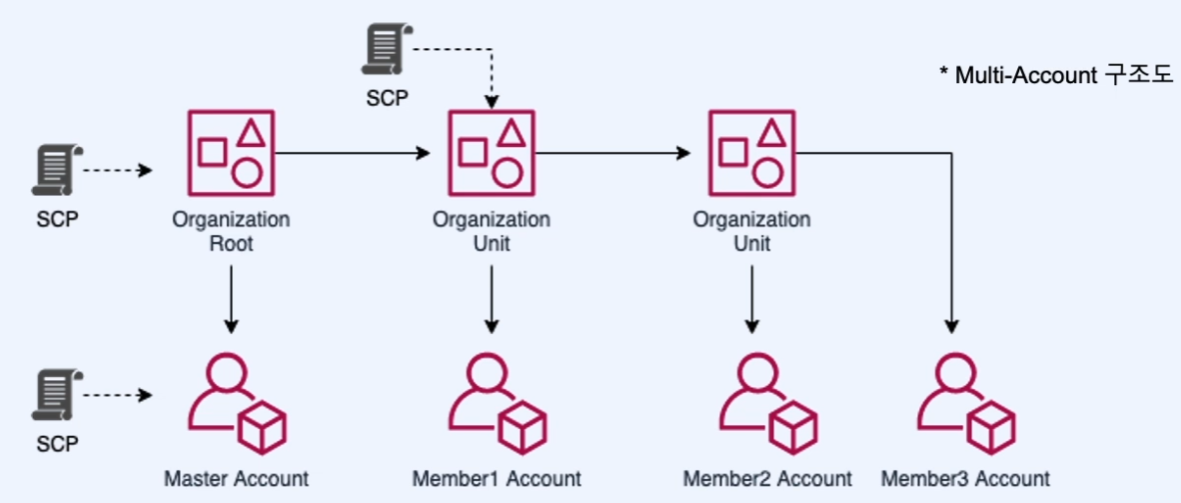 SCP
* Multi-Account 구조도
SCP
Organization
Root
Organization
Unit
Organization
Unit
SCP
Master Account
Member1 Account
Member2 Account
Member3 Account